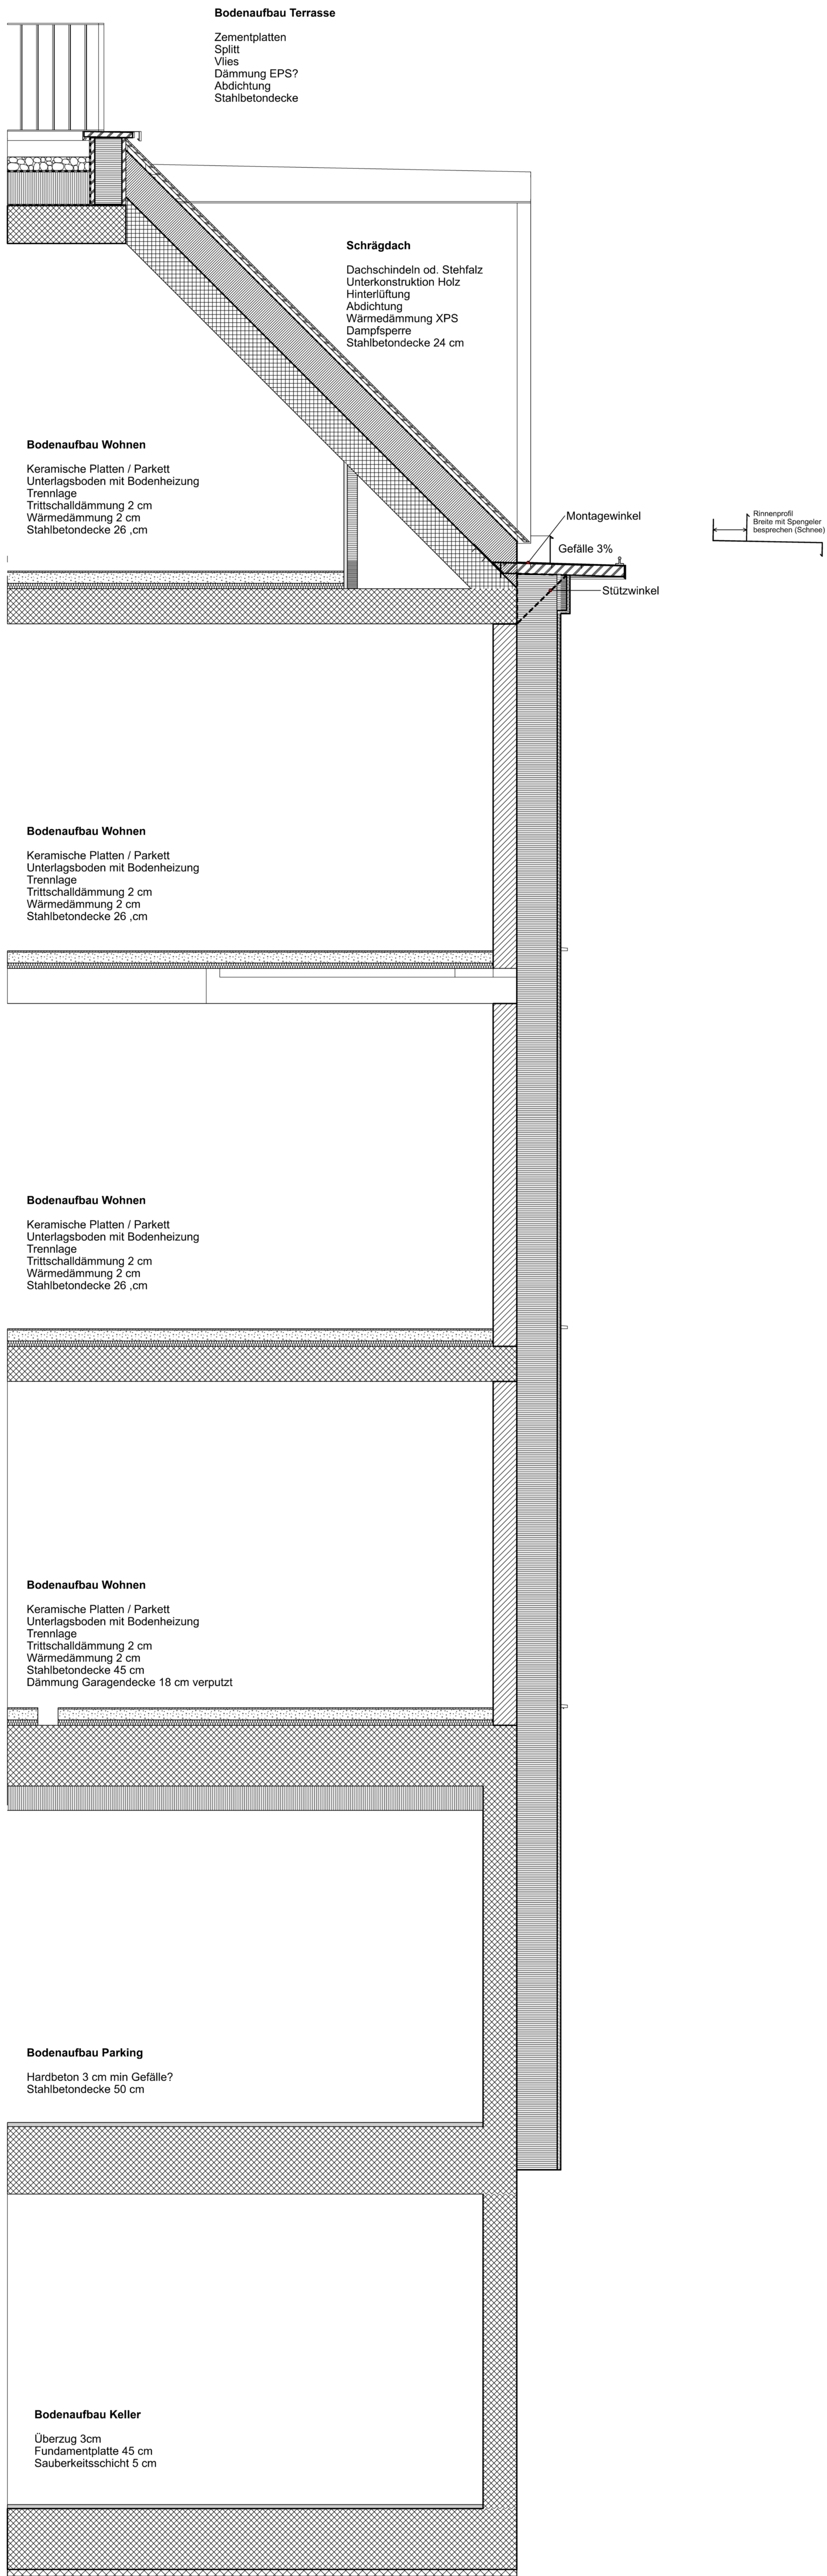 Bodenaufbau Terrasse
Zementplatten
Splitt
Vlies
Dämmung EPS?
Abdichtung
Stahlbetondecke
Schrägdach
Dachschindeln od. Stehfalz
Unterkonstruktion Holz
Hinterlüftung
Abdichtung
Wärmedämmung XPS
Dampfsperre
Stahlbetondecke 24 cm
Bodenaufbau Wohnen
Keramische Platten / Parkett
Unterlagsboden mit Bodenheizung
Trennlage
Trittschalldämmung 2 cm
Wärmedämmung 2 cm
Stahlbetondecke 26 ,cm
Montagewinkel
Gefälle 3%
Stützwinkel
Rinnenprofil
Breite mit Spengeler
besprechen (Schnee)
Bodenaufbau Wohnen
Keramische Platten / Parkett
Unterlagsboden mit Bodenheizung
Trennlage
Trittschalldämmung 2 cm
Wärmedämmung 2 cm
Stahlbetondecke 26 ,cm
Bodenaufbau Wohnen
Keramische Platten / Parkett
Unterlagsboden mit Bodenheizung
Trennlage
Trittschalldämmung 2 cm
Wärmedämmung 2 cm
Stahlbetondecke 26 ,cm
Bodenaufbau Wohnen
Keramische Platten / Parkett
Unterlagsboden mit Bodenheizung
Trennlage
Trittschalldämmung 2 cm
Wärmedämmung 2 cm
Stahlbetondecke 45 cm
Dämmung Garagendecke 18 cm verputzt
Bodenaufbau Parking
Hardbeton 3 cm min Gefälle?
Stahlbetondecke 50 cm
Bodenaufbau Keller
Überzug 3cm
Fundamentplatte 45 cm
Sauberkeitsschicht 5 cm